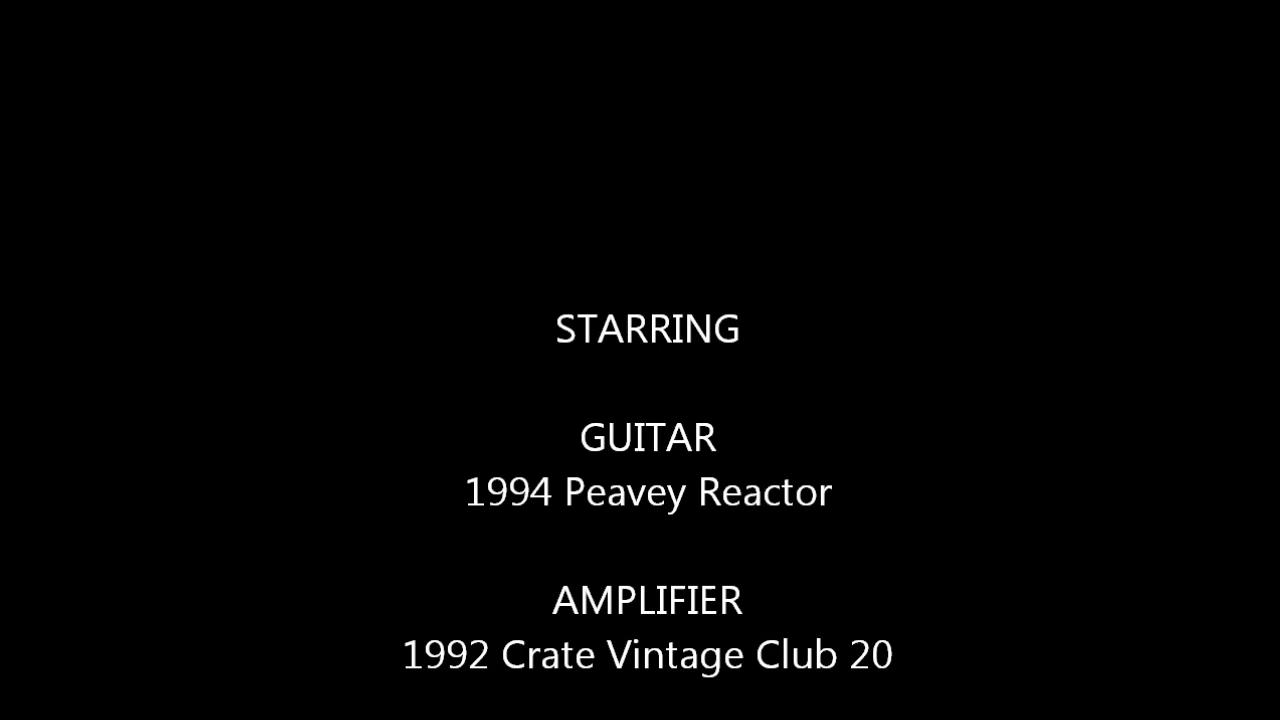 STARRING
GUITAR
1994 Peavey Reactor
AMPLIFIER
1992 Crate Vintage Club 20